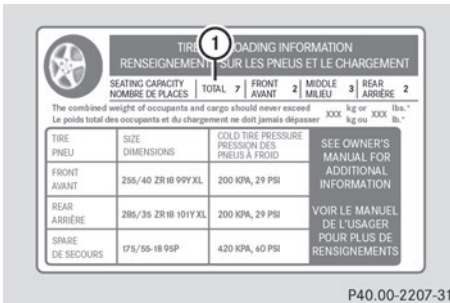 1
TIRE LOADING INFORMATION
RENSEIGNEMENTS SUR LES PNEUS ET LE CHARGEMENT
SEATING CAPACITY
NOMBRE DE PLACES
TOTAL 7
FRONT
AVANT
2
MIDDLE
MILIEU
3
REAR
ARRIÈRE
2
The combined weight of occupants and cargo should never exceed XXX kg or XXX lbs.*
Le poids total des occupants et du chargement ne doit jamais dépasser kg ou lb.*
TIRE
PNEU
SIZE
DIMENSIONS
COLD TIRE PRESSURE
PRESSION DES
PNEUS À FROID
FRONT
AVANT
255/40 ZR18 99Y XL
200 KPA, 29 PSI
REAR
ARRIÈRE
285/35 ZR18 101Y XL
200 KPA, 29 PSI
SPARE
DE SECOURS
175/55-18 95P
420 KPA, 60 PSI
SEE OWNER'S
MANUAL FOR
ADDITIONAL
INFORMATION
VOIR LE MANUEL
DE L'USAGER
POUR PLUS DE
RENSIGNEMENTS
P40.00-2207-31